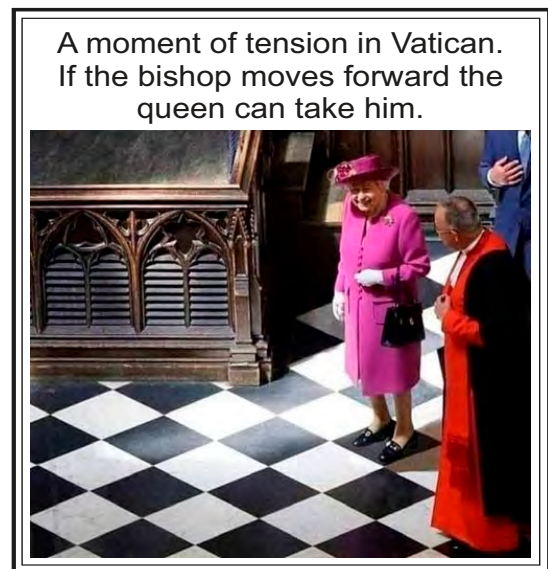 A moment of tension in Vatican.
If the bishop moves forward the
queen can take him.